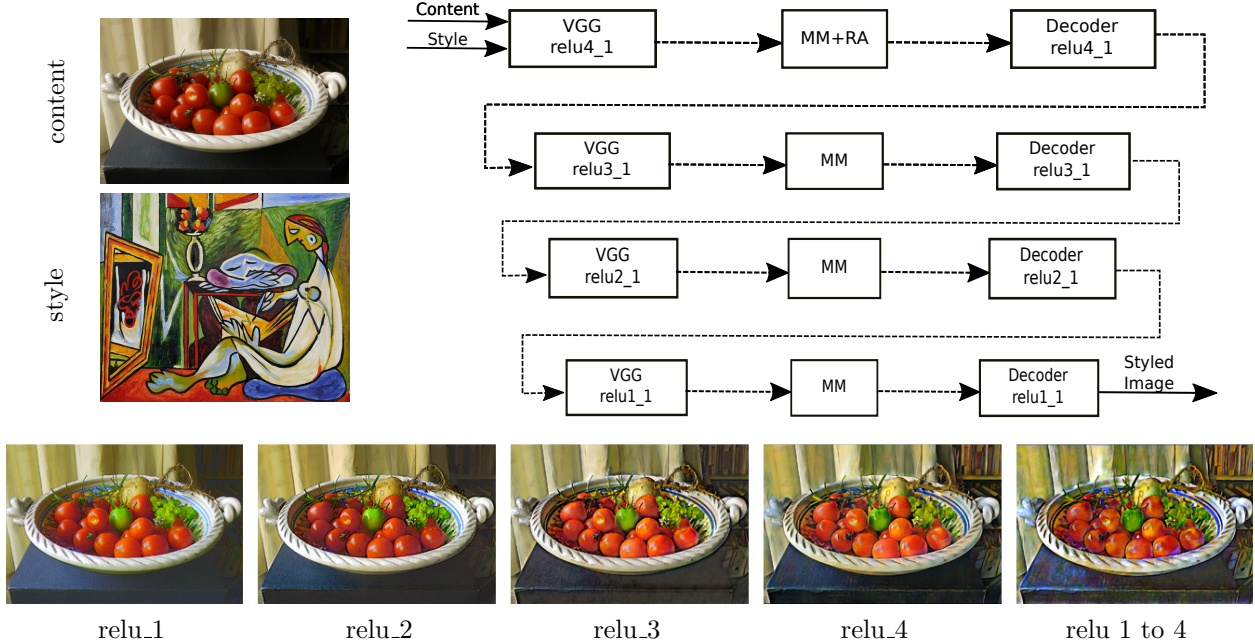 content
style
Content
Style
VGG
relu4_1
MM+RA
Decoder
relu4_1
VGG
relu3_1
MM
Decoder
relu3_1
VGG
relu2_1
MM
Decoder
relu2_1
VGG
relu1_1
MM
Decoder
relu1_1
Styled
Image
relu_1
relu_2
relu_3
relu_4
relu 1 to 4